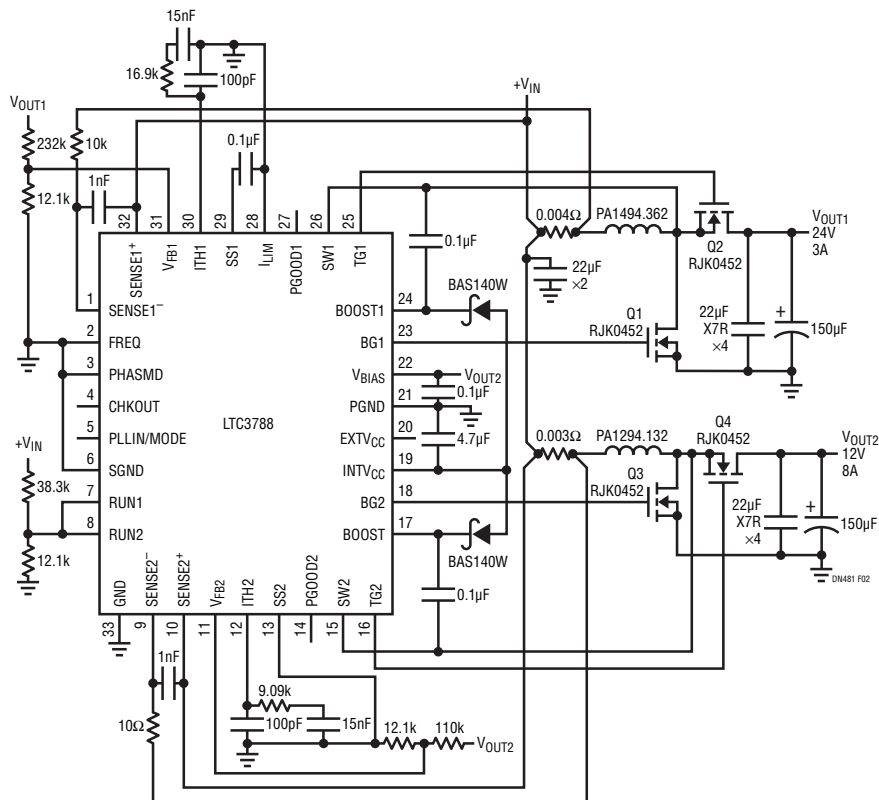 15nF
16.9k
100pF
+VIN
VOUT1
232k
10k
0.1µF
12.1k
1nF
32
31
30
29
28
27
26
25
SENSE1+
VFB1
ITH1
SS1
ILIM
PGOOD1
SW1
TG1
0.1µF
0.004Ω
PA1494.362
Q2
RJK0452
VOUT1
24V
3A
22µF
×2
BAS140W
1
SENSE1–
2
FREQ
3
PHASMD
4
CHKOUT
5
PLLIN/MODE
6
SGND
7
RUN1
8
RUN2
LTC3788
BOOST1
24
BG1
23
VBIAS
22
VOUT2
0.1µF
PGND
21
EXTVCC
20
4.7µF
INTVCC
19
BG2
18
BOOST
17
Q1
RJK0452
22µF
X7R
×4
+
150µF
0.003Ω
PA1294.132
Q4
RJK0452
VOUT2
12V
8A
Q3
RJK0452
22µF
X7R
×4
+
150µF
DN481 F02
+VIN
38.3k
12.1k
BAS140W
0.1µF
GND
SENSE2–
SENSE2+
VFB2
ITH2
SS2
PGOOD2
SW2
TG2
33
9
10
11
12
13
14
15
16
1nF
10Ω
9.09k
100pF
15nF
12.1k
110k
VOUT2